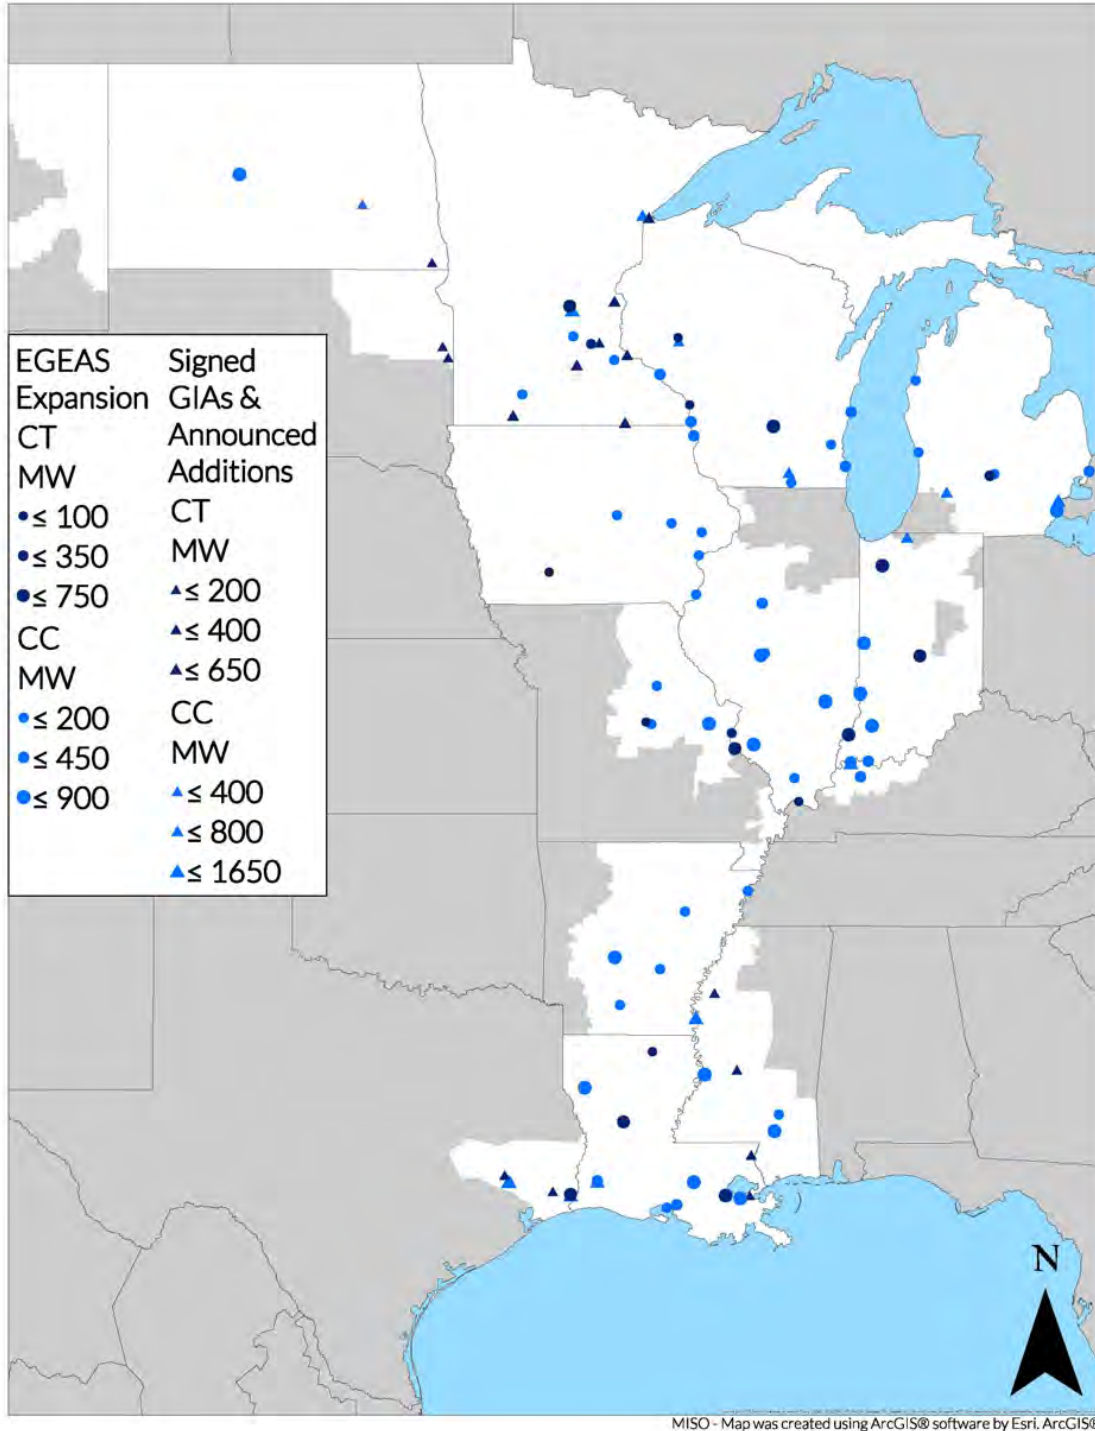 EGEAS
Expansion
CT
MW
≤ 100
≤ 350
≤ 750
CC
MW
≤ 200
≤ 450
≤ 900
Signed
GIAs &
Announced
Additions
CT
MW
≤ 200
≤ 400
≤ 650
CC
MW
≤ 400
≤ 800
≤ 1650
N
MISO - Map was created using ArcGIS® software by Esri. ArcGIS®